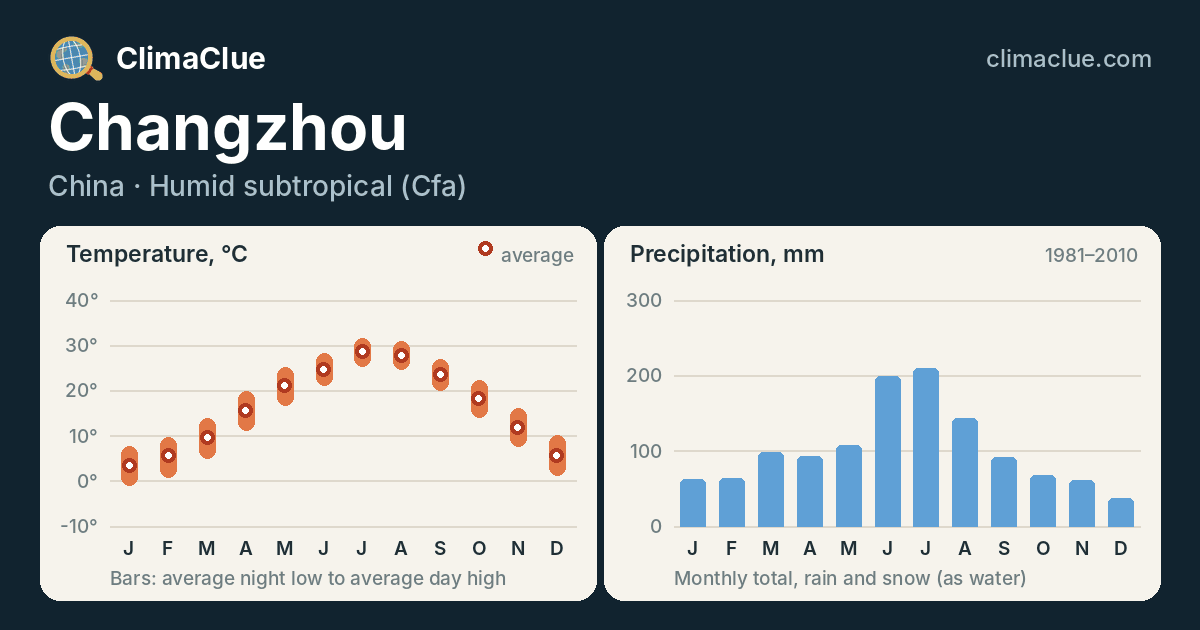 ClimaClue
climaclue.com
Changzhou
China · Humid subtropical (Cfa)
Temperature, °C
average
40°
30°
20°
10°
0°
-10°
J F M A M J J A S O N D
Bars: average night low to average day high
Precipitation, mm
1981–2010
300
200
100
0
J F M A M J J A S O N D
Monthly total, rain and snow (as water)